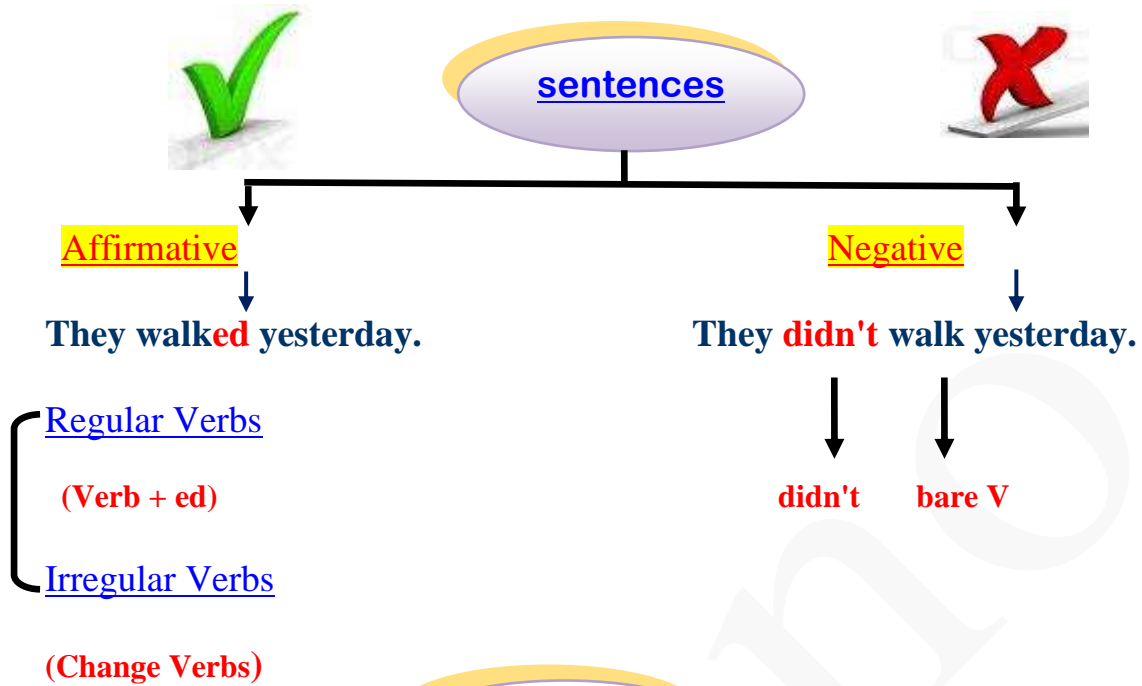 sentences
Affirmative
Negative
They walked yesterday.
They didn't walk yesterday.
Regular Verbs
(Verb + ed)
didn't bare V
Irregular Verbs
(Change Verbs)